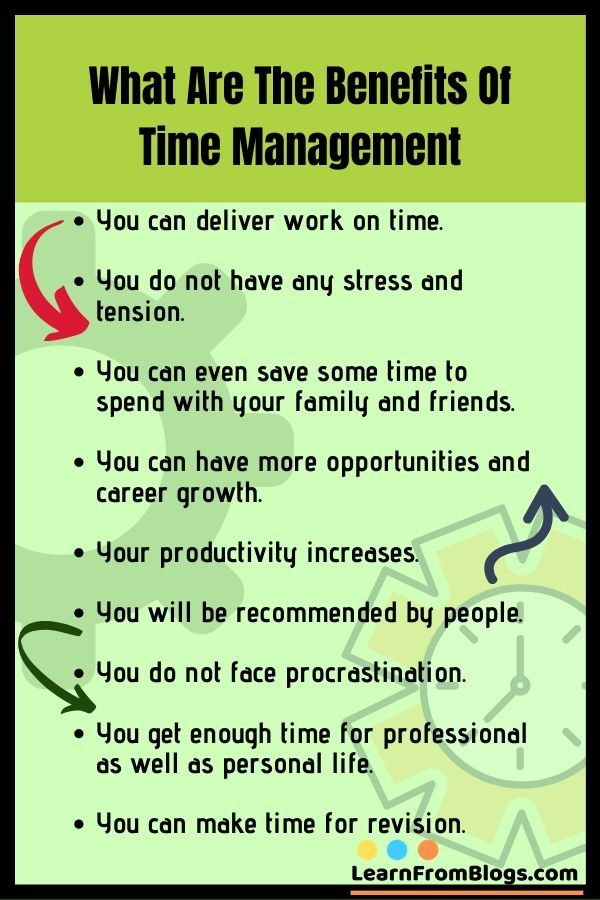 What Are The Benefits Of
Time Management
• You can deliver work on time.
• You do not have any stress and
tension.
• You can even save some time to
spend with your family and friends.
• You can have more opportunities and
career growth.
• Your productivity increases.
• You will be recommended by people.
• You do not face procrastination.
• You get enough time for professional
as well as personal life.
• You can make time for revision.
LearnFromBlogs.com